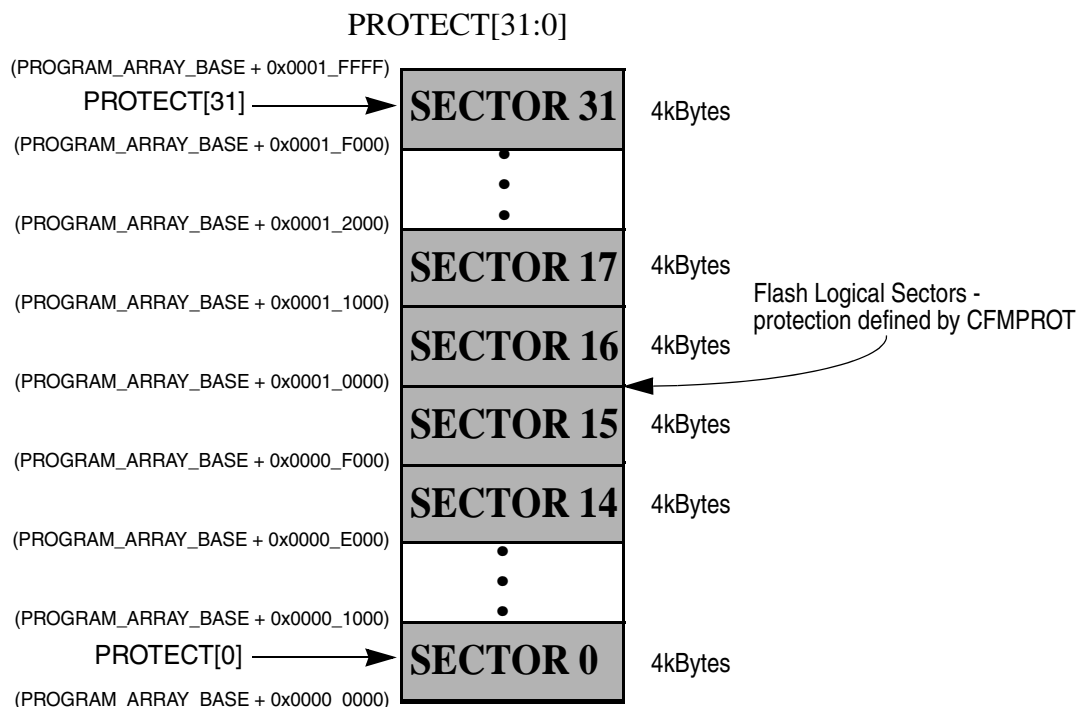 PROTECT[31:0]
(PROGRAM_ARRAY_BASE + 0x0001_FFFF)
PROTECT[31]
SECTOR 31
4kBytes
(PROGRAM_ARRAY_BASE + 0x0001_F000)
(PROGRAM_ARRAY_BASE + 0x0001_2000)
SECTOR 17
4kBytes
(PROGRAM_ARRAY_BASE + 0x0001_1000)
Flash Logical Sectors -
protection defined by CFMPROT
SECTOR 16
4kBytes
(PROGRAM_ARRAY_BASE + 0x0001_0000)
SECTOR 15
4kBytes
(PROGRAM_ARRAY_BASE + 0x0000_F000)
SECTOR 14
4kBytes
(PROGRAM_ARRAY_BASE + 0x0000_E000)
(PROGRAM_ARRAY_BASE + 0x0000_1000)
PROTECT[0]
SECTOR 0
4kBytes
(PROGRAM_ARRAY_BASE + 0x0000_0000)